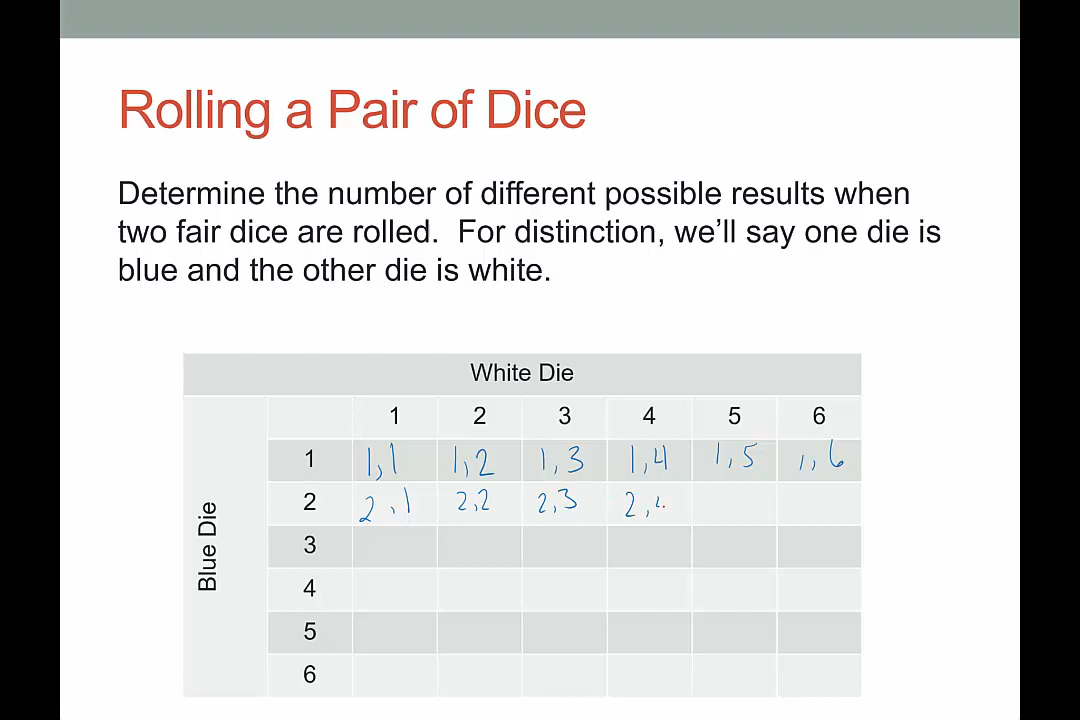 Rolling a Pair of Dice
Determine the number of different possible results when
two fair dice are rolled.  For distinction, we'll say one die is
blue and the other die is white.
White Die
1 2 3 4 5 6
1 1,1 1,2 1,3 1,4 1,5 1,6
2 2,1 2,2 2,3 2,
Blue Die
3
4
5
6